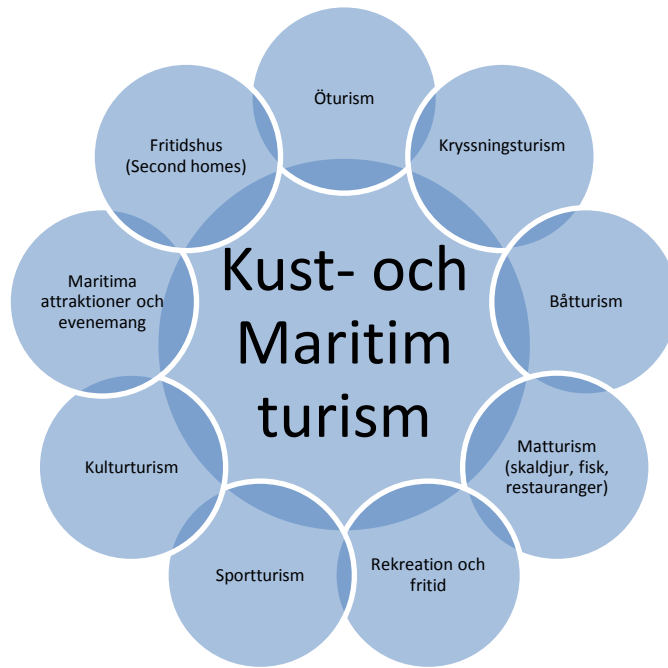 Öturism
Kryssningsturism
Båtturism
Matturism
(skaldjur, fisk,
restauranger)
Rekreation och
fritid
Sportturism
Kulturturism
Maritima
attraktioner och
evenemang
Fritidshus
(Second homes)
Kust- och
Maritim
turism